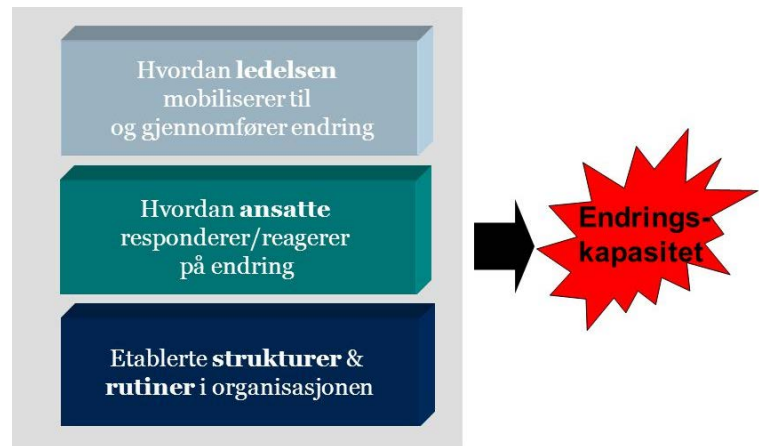 Hvordan ledelsen
mobiliserer til
og gjennomfører endring
Hvordan ansatte
responderer/reagerer
på endring
Etablerte strukturer &
rutiner i organisasjonen
Endrings-
kapasitet